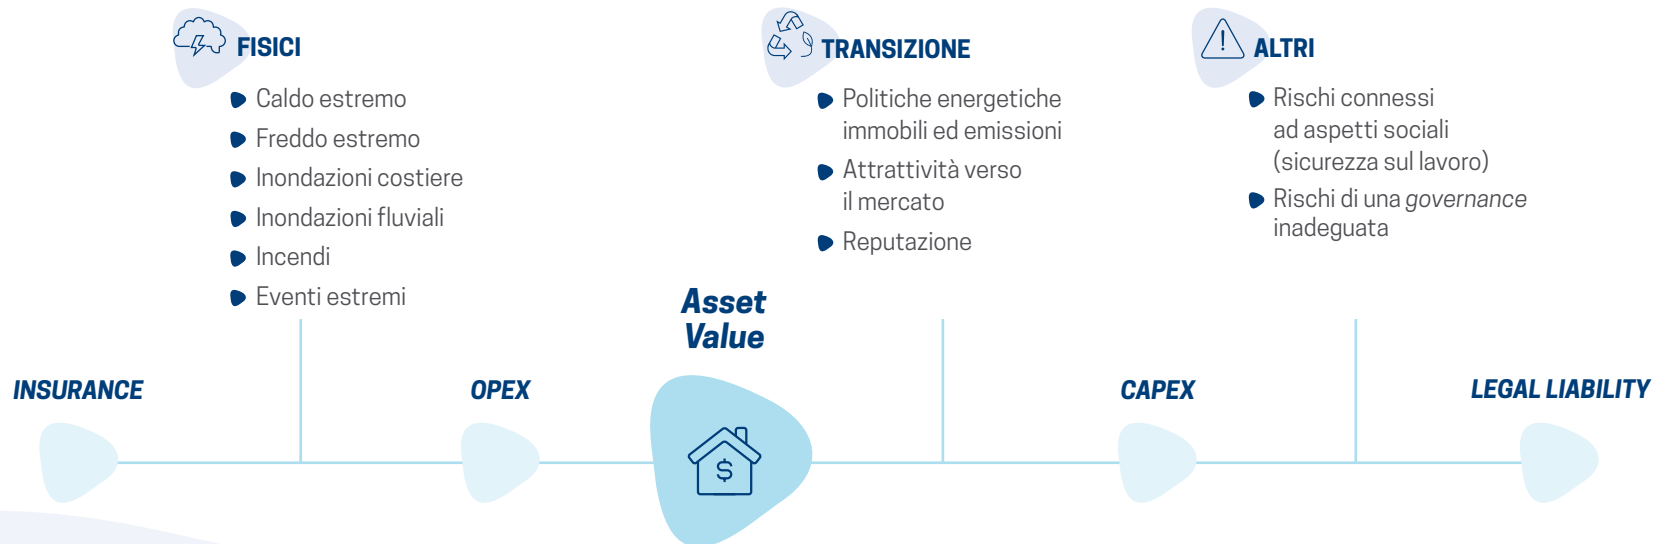 FISICI
Caldo estremo
Freddo estremo
Inondazioni costiere
Inondazioni fluviali
Incendi
Eventi estremi
TRANSIZIONE
Politiche energetiche
immobili ed emissioni
Attrattività verso
il mercato
Reputazione
ALTRI
Rischi connessi
ad aspetti sociali
(sicurezza sul lavoro)
Rischi di una governance
inadeguata
INSURANCE
OPEX
Asset
Value
$
CAPEX
LEGAL LIABILITY